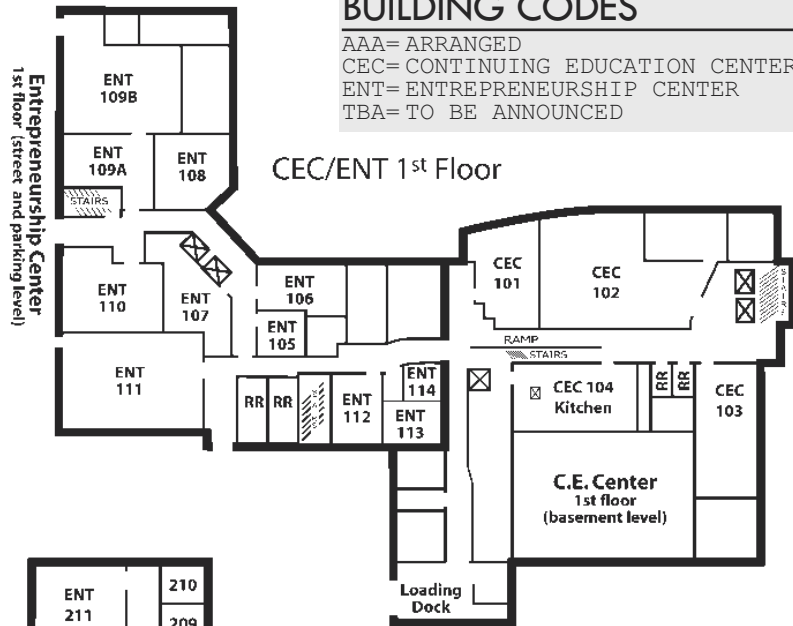 BUILDING CODES
AAA= ARRANGED
CEC= CONTINUING EDUCATION CENTER
ENT= ENTREPRENEURSHIP CENTER
TBA= TO BE ANNOUNCED
CEC/ENT 1st Floor
Entrepreneurship Center
1st floor (street and parking level)
ENT
109B
ENT
109A
ENT
108
STAIRS
ENT
110
ENT
107
ENT
106
ENT
105
ENT
111
RR
RR
ENT
112
ENT
114
ENT
113
CEC
101
CEC
102
STAIRS
RAMP
STAIRS
CEC 104
Kitchen
RR
RR
CEC
103
C.E. Center
1st floor
(basement level)
Loading
Dock
ENT
211
210
209